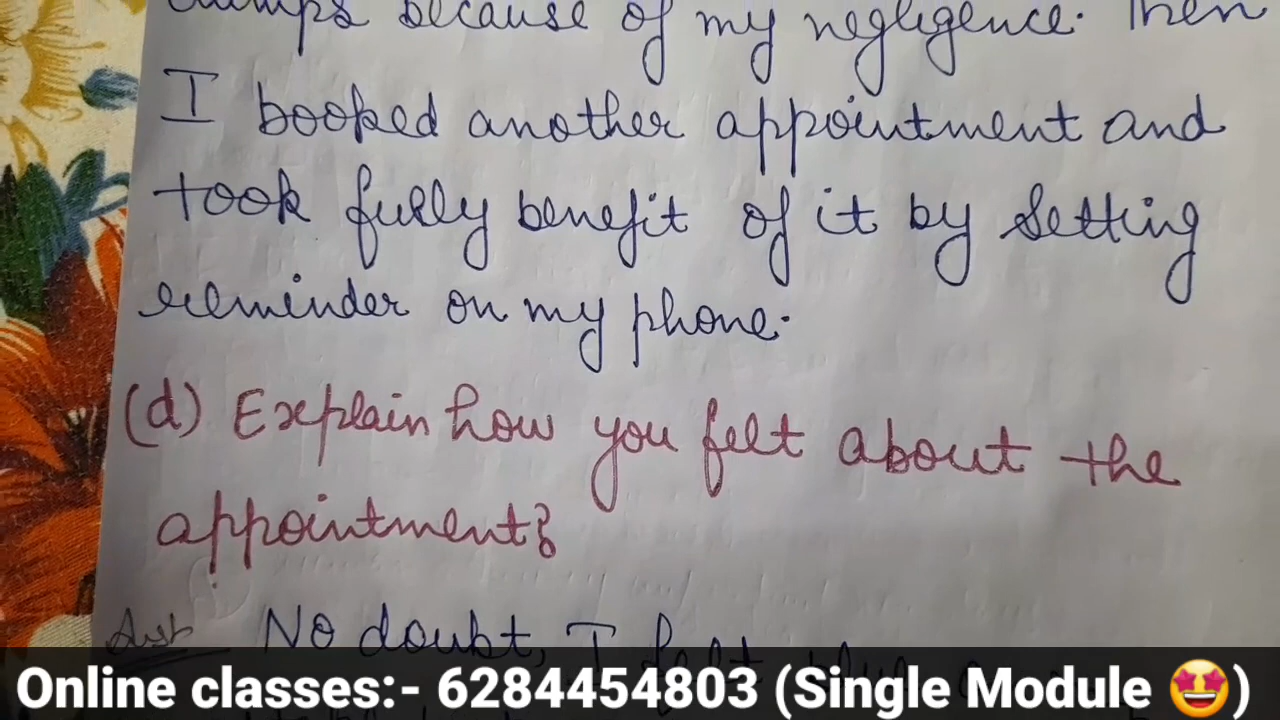 because of my negligence. Then
I booked another appointment and
took fully benefit of it by setting
reminder on my phone.
(d) Explain how you felt about the
appointment?
Ans No doubt, I felt
Online classes:- 6284454803 (Single Module 🤩)